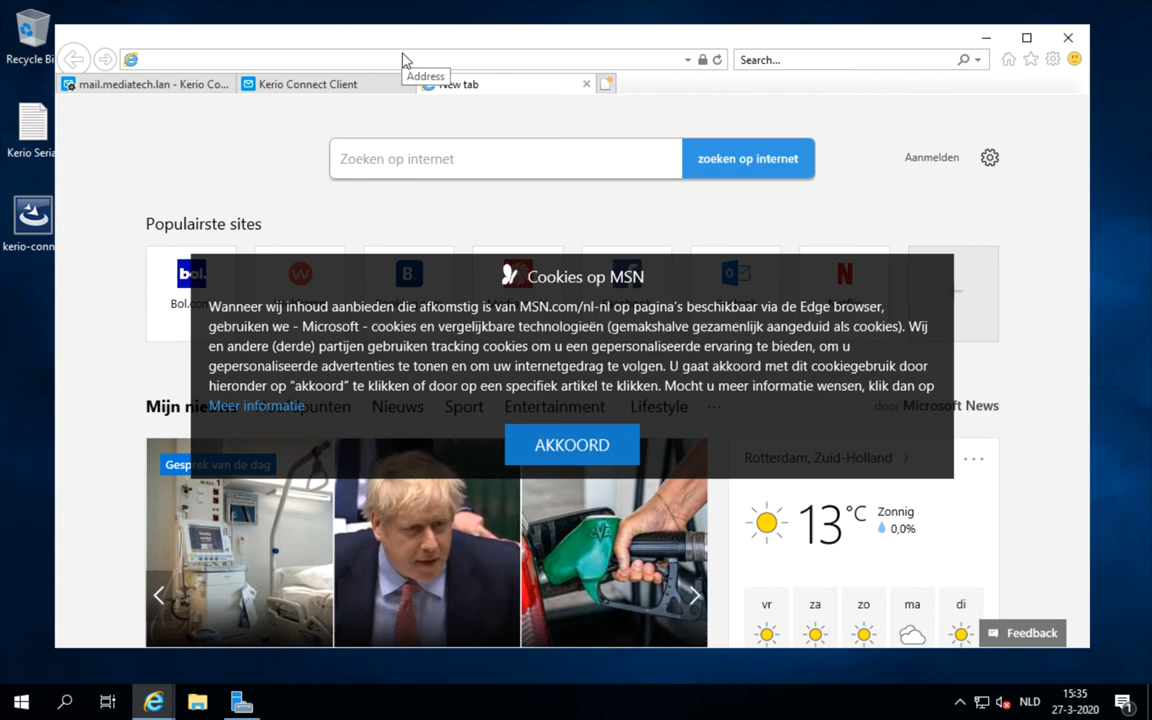 Recycle Bi
Kerio Seria
kerio-conn
Search...
Address
mail.mediatech.lan - Kerio Co...
Kerio Connect Client
New tab
Zoeken op internet
zoeken op internet
Aanmelden
Populairste sites
bol.
Cookies op MSN
Wanneer wij inhoud aanbieden die afkomstig is van MSN.com/nl-nl op pagina's beschikbaar via de Edge browser,
gebruiken we - Microsoft - cookies en vergelijkbare technologieën (gemakshalve gezamenlijk aangeduid als cookies). Wij
en andere (derde) partijen gebruiken tracking cookies om u een gepersonaliseerde ervaring te bieden, om u
gepersonaliseerde advertenties te tonen en om uw internetgedrag te volgen. U gaat akkoord met dit cookiegebruik door
hieronder op "akkoord" te klikken of door op een specifiek artikel te klikken. Mocht u meer informatie wensen, klik dan op
Meer informatie.
AKKOORD
Nieuws
Sport
Entertainment
Lifestyle
door Microsoft News
Gesprek van de dag
Rotterdam, Zuid-Holland
13°C
Zonnig
0,0%
vr
za
zo
ma
di
Feedback
NLD
15:35
27-3-2020
1